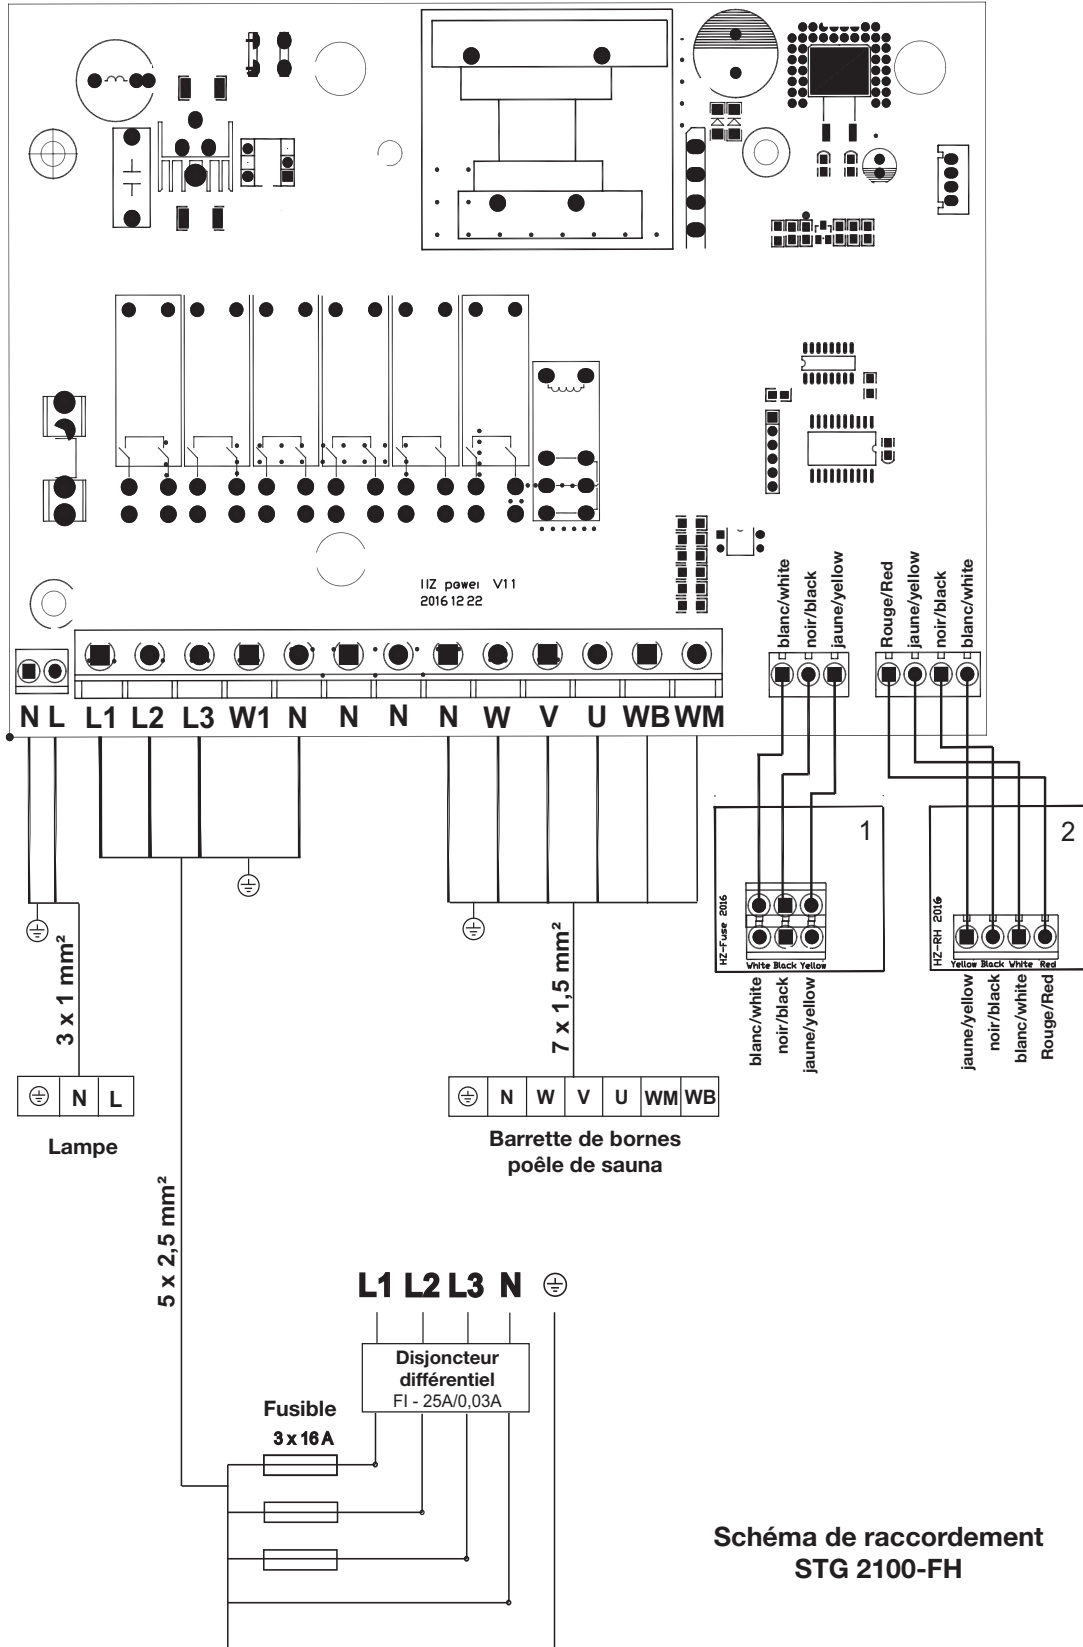 IIZ power V11
2016 12 22
blanc/white
noir/black
jaune/yellow
Rouge/Red
jaune/yellow
noir/black
blanc/white
N L L1 L2 L3 W1 N N N N W V U WB WM
1
2
HZ-Fuse 2016
HZ-RH 2016
White Black Yellow
Yellow Black White Red
blanc/white
noir/black
jaune/yellow
jaune/yellow
noir/black
blanc/white
Rouge/Red
3 x 1 mm²
7 x 1,5 mm²
N L
Lampe
N W V U WM WB
Barrette de bornes
poêle de sauna
5 x 2,5 mm²
L1 L2 L3 N
Disjoncteur
différentiel
FI - 25A/0,03A
Fusible
3 x 16 A
Schéma de raccordement
STG 2100-FH